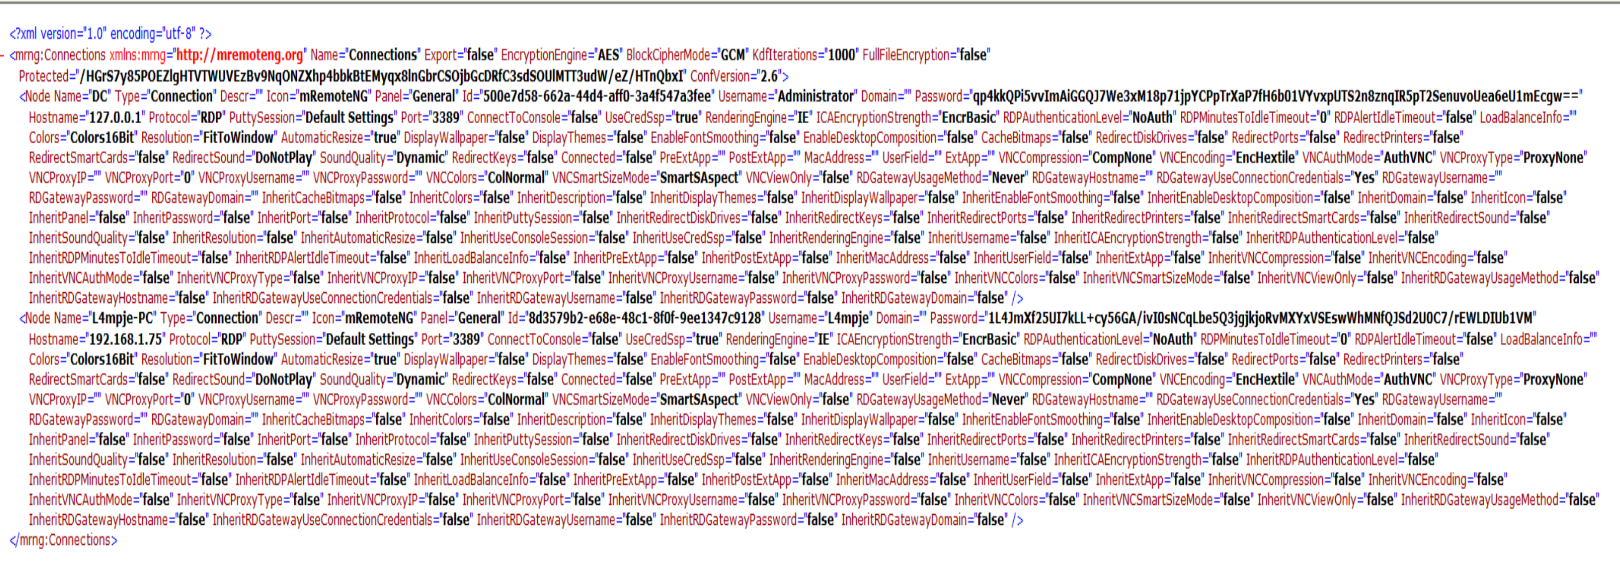 <?xml version="1.0" encoding="utf-8" ?>
- <mrng:Connections xmlns:mrng="http://mremoteng.org" Name="Connections" Export="false" EncryptionEngine="AES" BlockCipherMode="GCM" KdfIterations="1000" FullFileEncryption="false"
Protected="/HGrS7y85POEZlgHTVTWUVEzBv9NqONZXhp4bbkBtEMyqx8lnGbrCSOjbGcDRfC3sdSOUlMTT3udW/eZ/HTnQbxI" ConfVersion="2.6">
<Node Name="DC" Type="Connection" Descr="" Icon="mRemoteNG" Panel="General" Id="500e7d58-662a-44d4-aff0-3a4f547a3fee" Username="Administrator" Domain="" Password="qp4kkQPi5vvImAiGGQJ7We3xM18p71jpYCPpTrXaP7fH6b01VYvxpUTS2n8znqIR5pT2SenuvoUea6eU1mEcgw=="
Hostname="127.0.0.1" Protocol="RDP" PuttySession="Default Settings" Port="3389" ConnectToConsole="false" UseCredSsp="true" RenderingEngine="IE" ICAEncryptionStrength="EncrBasic" RDPAuthenticationLevel="NoAuth" RDPMinutesToIdleTimeout="0" RDPAlertIdleTimeout="false" LoadBalanceInfo=""
Colors="Colors16Bit" Resolution="FitToWindow" AutomaticResize="true" DisplayWallpaper="false" DisplayThemes="false" EnableFontSmoothing="false" EnableDesktopComposition="false" CacheBitmaps="false" RedirectDiskDrives="false" RedirectPorts="false" RedirectPrinters="false"
RedirectSmartCards="false" RedirectSound="DoNotPlay" SoundQuality="Dynamic" RedirectKeys="false" Connected="false" PreExtApp="" PostExtApp="" MacAddress="" UserField="" ExtApp="" VNCCompression="CompNone" VNCEncoding="EncHextile" VNCAuthMode="AuthVNC" VNCProxyType="ProxyNone"
VNCProxyIP="" VNCProxyPort="0" VNCProxyUsername="" VNCProxyPassword="" VNCColors="ColNormal" VNCSmartSizeMode="SmartSAspect" VNCViewOnly="false" RDGatewayUsageMethod="Never" RDGatewayHostname="" RDGatewayUseConnectionCredentials="Yes" RDGatewayUsername=""
RDGatewayPassword="" RDGatewayDomain="" InheritCacheBitmaps="false" InheritColors="false" InheritDescription="false" InheritDisplayThemes="false" InheritDisplayWallpaper="false" InheritEnableFontSmoothing="false" InheritEnableDesktopComposition="false" InheritDomain="false" InheritIcon="false"
InheritPanel="false" InheritPassword="false" InheritPort="false" InheritProtocol="false" InheritPuttySession="false" InheritRedirectDiskDrives="false" InheritRedirectKeys="false" InheritRedirectPorts="false" InheritRedirectPrinters="false" InheritRedirectSmartCards="false" InheritRedirectSound="false"
InheritSoundQuality="false" InheritResolution="false" InheritAutomaticResize="false" InheritUseConsoleSession="false" InheritUseCredSsp="false" InheritRenderingEngine="false" InheritUsername="false" InheritICAEncryptionStrength="false" InheritRDPAuthenticationLevel="false"
InheritRDPMinutesToIdleTimeout="false" InheritRDPAlertIdleTimeout="false" InheritLoadBalanceInfo="false" InheritPreExtApp="false" InheritPostExtApp="false" InheritMacAddress="false" InheritUserField="false" InheritExtApp="false" InheritVNCCompression="false" InheritVNCEncoding="false"
InheritVNCAuthMode="false" InheritVNCProxyType="false" InheritVNCProxyIP="false" InheritVNCProxyPort="false" InheritVNCProxyUsername="false" InheritVNCProxyPassword="false" InheritVNCColors="false" InheritVNCSmartSizeMode="false" InheritVNCViewOnly="false" InheritRDGatewayUsageMethod="false"
InheritRDGatewayHostname="false" InheritRDGatewayUseConnectionCredentials="false" InheritRDGatewayUsername="false" InheritRDGatewayPassword="false" InheritRDGatewayDomain="false" />
<Node Name="L4mpje-PC" Type="Connection" Descr="" Icon="mRemoteNG" Panel="General" Id="8d3579b2-e68e-48c1-8f0f-9ee1347c9128" Username="L4mpje" Domain="" Password="1L4JmXf25UI7kLL+cy56GA/ivI0sNCqLbe5Q3jgjkjoRvMXYxVSEswWhMNfQJSd2U0C7/rEWLDIUb1VM"
Hostname="192.168.1.75" Protocol="RDP" PuttySession="Default Settings" Port="3389" ConnectToConsole="false" UseCredSsp="true" RenderingEngine="IE" ICAEncryptionStrength="EncrBasic" RDPAuthenticationLevel="NoAuth" RDPMinutesToIdleTimeout="0" RDPAlertIdleTimeout="false" LoadBalanceInfo=""
Colors="Colors16Bit" Resolution="FitToWindow" AutomaticResize="true" DisplayWallpaper="false" DisplayThemes="false" EnableFontSmoothing="false" EnableDesktopComposition="false" CacheBitmaps="false" RedirectDiskDrives="false" RedirectPorts="false" RedirectPrinters="false"
RedirectSmartCards="false" RedirectSound="DoNotPlay" SoundQuality="Dynamic" RedirectKeys="false" Connected="false" PreExtApp="" PostExtApp="" MacAddress="" UserField="" ExtApp="" VNCCompression="CompNone" VNCEncoding="EncHextile" VNCAuthMode="AuthVNC" VNCProxyType="ProxyNone"
VNCProxyIP="" VNCProxyPort="0" VNCProxyUsername="" VNCProxyPassword="" VNCColors="ColNormal" VNCSmartSizeMode="SmartSAspect" VNCViewOnly="false" RDGatewayUsageMethod="Never" RDGatewayHostname="" RDGatewayUseConnectionCredentials="Yes" RDGatewayUsername=""
RDGatewayPassword="" RDGatewayDomain="" InheritCacheBitmaps="false" InheritColors="false" InheritDescription="false" InheritDisplayThemes="false" InheritDisplayWallpaper="false" InheritEnableFontSmoothing="false" InheritEnableDesktopComposition="false" InheritDomain="false" InheritIcon="false"
InheritPanel="false" InheritPassword="false" InheritPort="false" InheritProtocol="false" InheritPuttySession="false" InheritRedirectDiskDrives="false" InheritRedirectKeys="false" InheritRedirectPorts="false" InheritRedirectPrinters="false" InheritRedirectSmartCards="false" InheritRedirectSound="false"
InheritSoundQuality="false" InheritResolution="false" InheritAutomaticResize="false" InheritUseConsoleSession="false" InheritUseCredSsp="false" InheritRenderingEngine="false" InheritUsername="false" InheritICAEncryptionStrength="false" InheritRDPAuthenticationLevel="false"
InheritRDPMinutesToIdleTimeout="false" InheritRDPAlertIdleTimeout="false" InheritLoadBalanceInfo="false" InheritPreExtApp="false" InheritPostExtApp="false" InheritMacAddress="false" InheritUserField="false" InheritExtApp="false" InheritVNCCompression="false" InheritVNCEncoding="false"
InheritVNCAuthMode="false" InheritVNCProxyType="false" InheritVNCProxyIP="false" InheritVNCProxyPort="false" InheritVNCProxyUsername="false" InheritVNCProxyPassword="false" InheritVNCColors="false" InheritVNCSmartSizeMode="false" InheritVNCViewOnly="false" InheritRDGatewayUsageMethod="false"
InheritRDGatewayHostname="false" InheritRDGatewayUseConnectionCredentials="false" InheritRDGatewayUsername="false" InheritRDGatewayPassword="false" InheritRDGatewayDomain="false" />
</mrng:Connections>